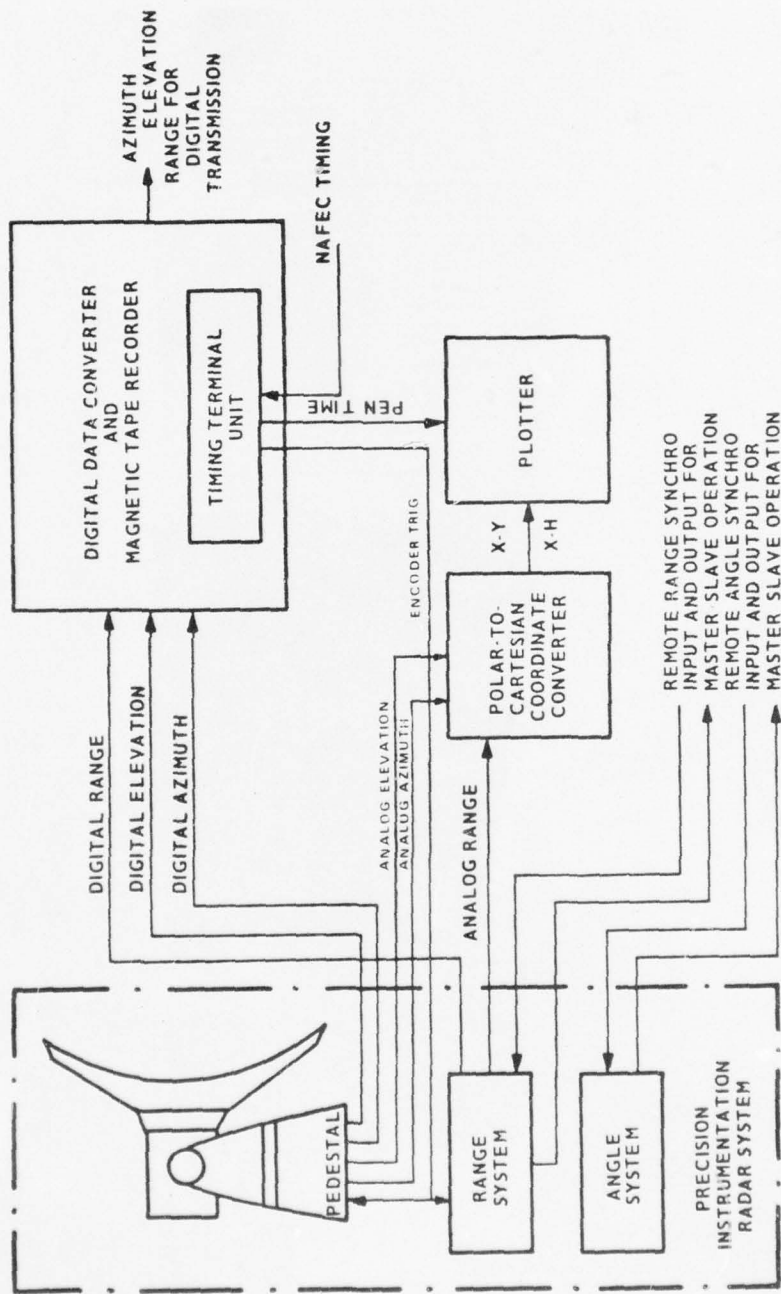 AZIMUTH
ELEVATION
RANGE FOR
DIGITAL
TRANSMISSION
DIGITAL DATA CONVERTER
AND
MAGNETIC TAPE RECORDER
TIMING TERMINAL
UNIT
NAFEC TIMING
PEN TIME
ENCODER TRIG
DIGITAL RANGE
DIGITAL ELEVATION
DIGITAL AZIMUTH
ANALOG ELEVATION
ANALOG AZIMUTH
ANALOG RANGE
POLAR-TO-
CARTESIAN
COORDINATE
CONVERTER
X-Y
X-H
PLOTTER
PEDESTAL
RANGE
SYSTEM
ANGLE
SYSTEM
PRECISION
INSTRUMENTATION
RADAR SYSTEM
REMOTE RANGE SYNCHRO
INPUT AND OUTPUT FOR
MASTER-SLAVE OPERATION
REMOTE ANGLE SYNCHRO
INPUT AND OUTPUT FOR
MASTER SLAVE OPERATION